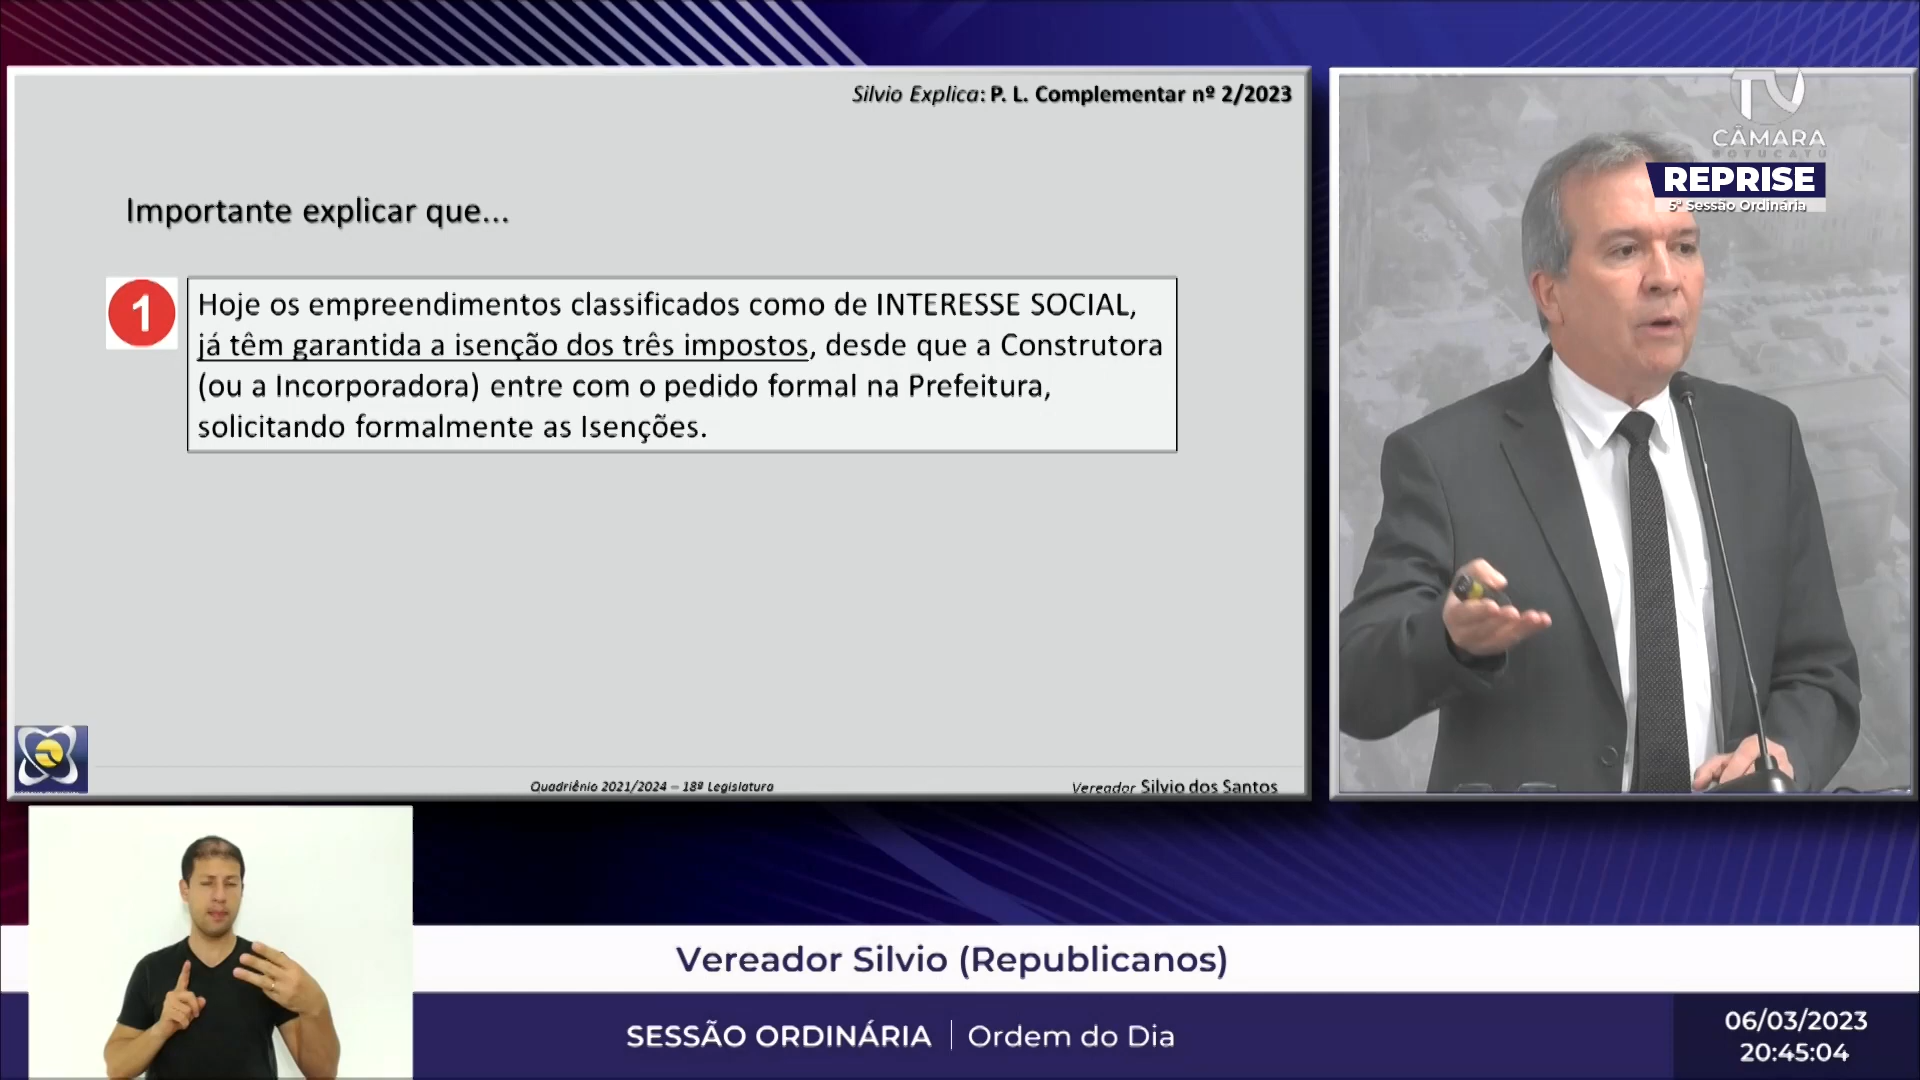 Silvio Explica: P. L. Complementar nº 2/2023
Importante explicar que...
1
Hoje os empreendimentos classificados como de INTERESSE SOCIAL,
já têm garantida a isenção dos três impostos, desde que a Construtora
(ou a Incorporadora) entre com o pedido formal na Prefeitura,
solicitando formalmente as Isenções.
Quadriênio 2021/2024 – 18ª Legislatura
Vereador Silvio dos Santos
TV
CÂMARA
BOTUCATU
REPRISE
5ª Sessão Ordinária
Vereador Silvio (Republicanos)
SESSÃO ORDINÁRIA | Ordem do Dia
06/03/2023
20:45:04